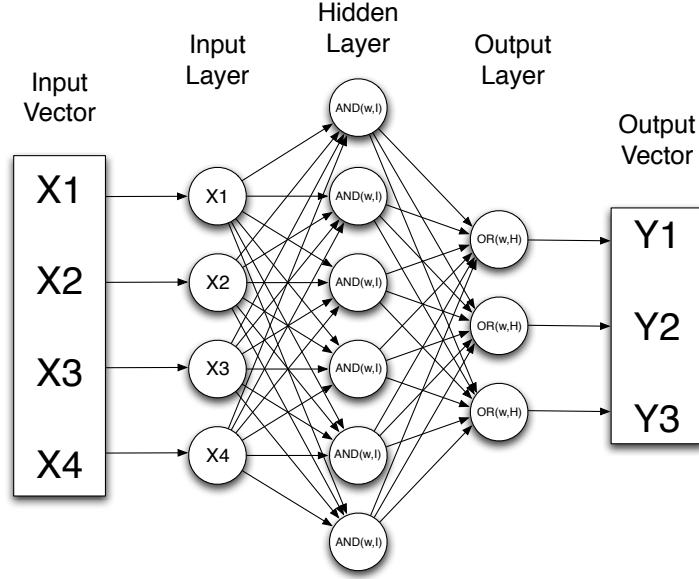 Input
Vector
X1
X2
X3
X4
Input
Layer
X1
X2
X3
X4
Hidden
Layer
AND(w,I)
AND(w,I)
AND(w,I)
AND(w,I)
AND(w,I)
AND(w,I)
Output
Layer
OR(w,H)
OR(w,H)
OR(w,H)
Output
Vector
Y1
Y2
Y3